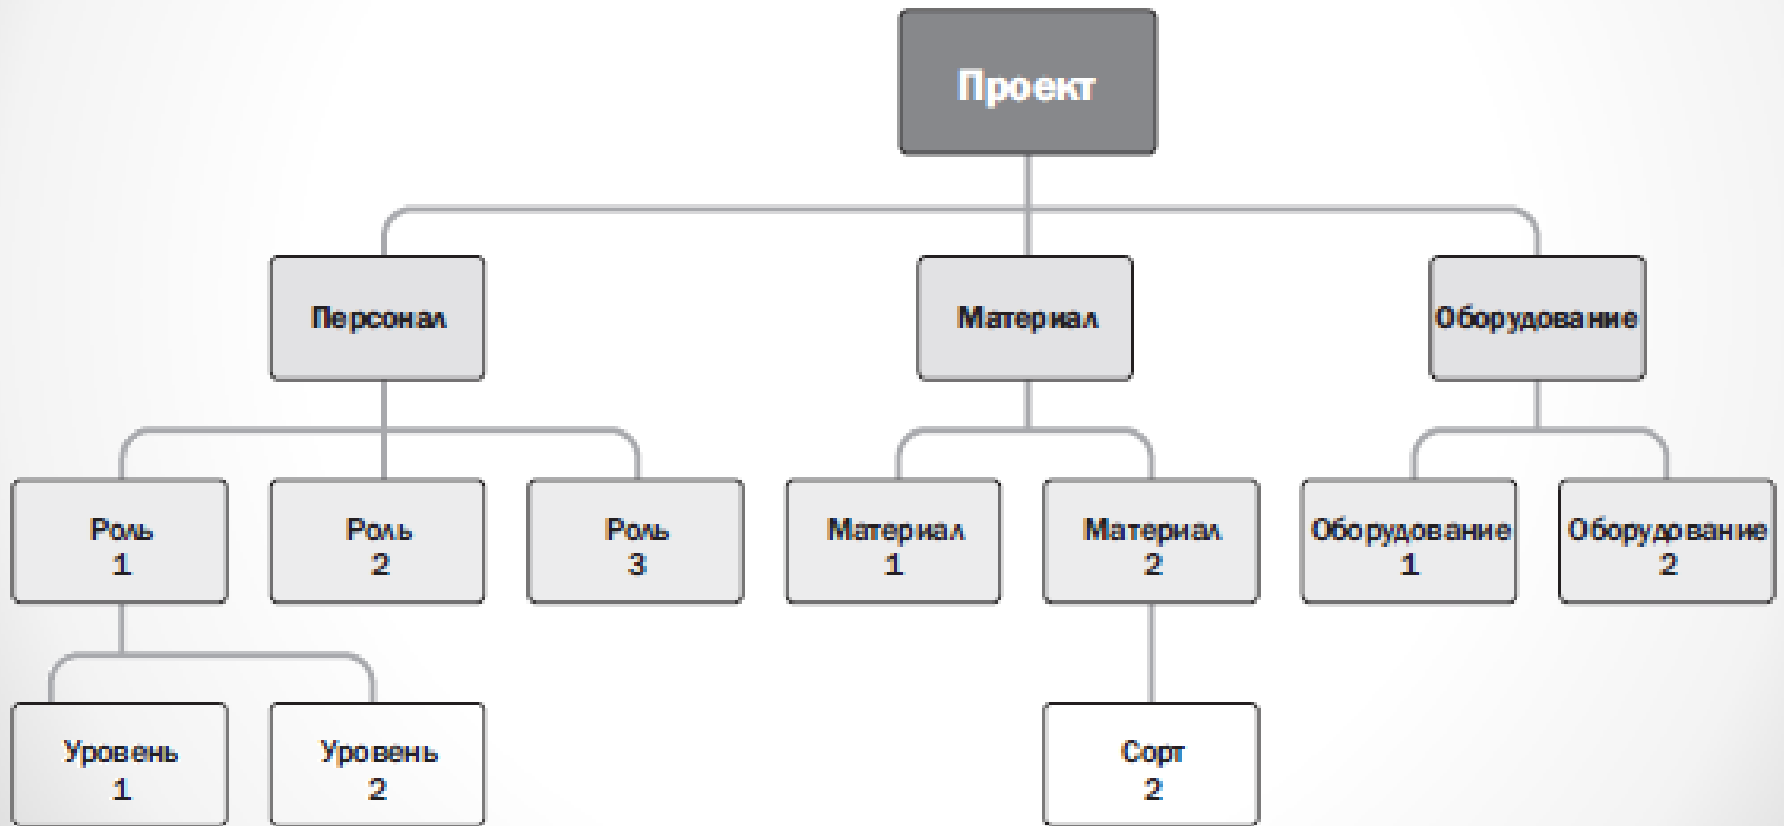 Проект
Персонал
Материал
Оборудование
Роль
1
Роль
2
Роль
3
Материал
1
Материал
2
Оборудование
1
Оборудование
2
Уровень
1
Уровень
2
Сорт
2